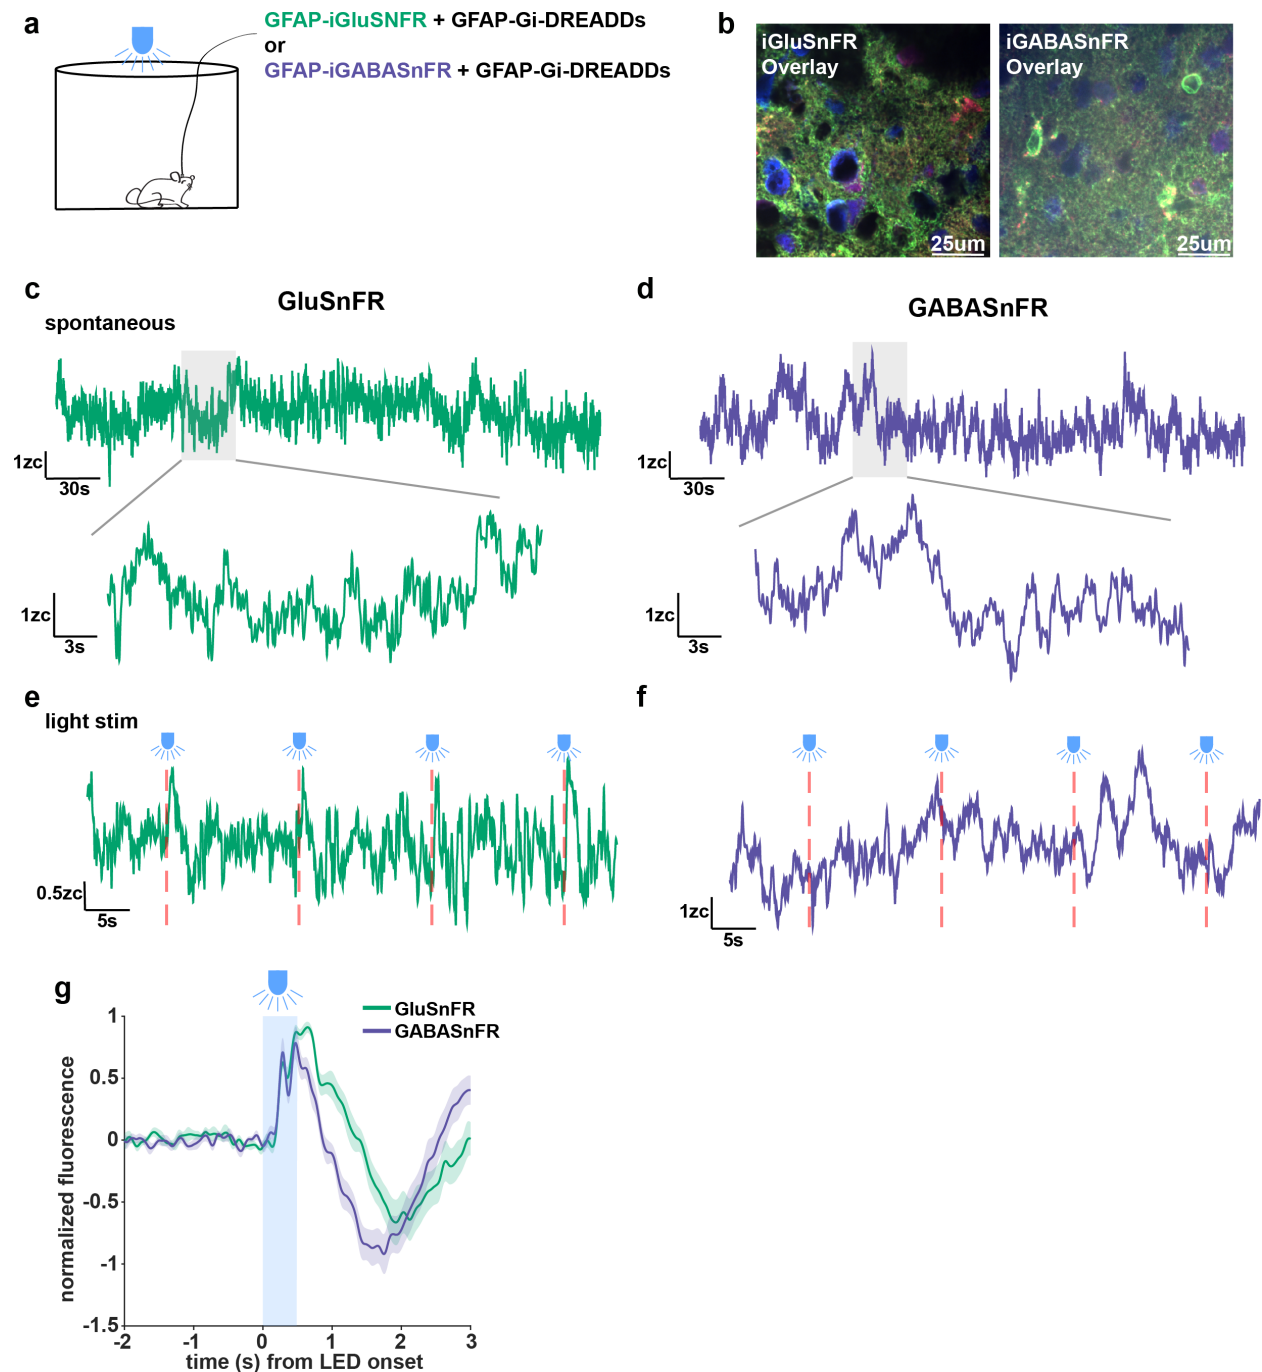 a
GFAP-iGluSNFR + GFAP-Gi-DREADDs
or
GFAP-iGABASnFR + GFAP-Gi-DREADDs
b
iGluSnFR
Overlay
25um
iGABASnFR
Overlay
25um
c
GluSnFR
spontaneous
1zc
30s
1zc
3s
d
GABASnFR
1zc
30s
1zc
3s
e
light stim
0.5zc
5s
f
1zc
5s
g
GluSnFR
GABASnFR
normalized fluorescence
1
0.5
0
-0.5
-1
-1.5
-2 -1 0 1 2 3
time (s) from LED onset